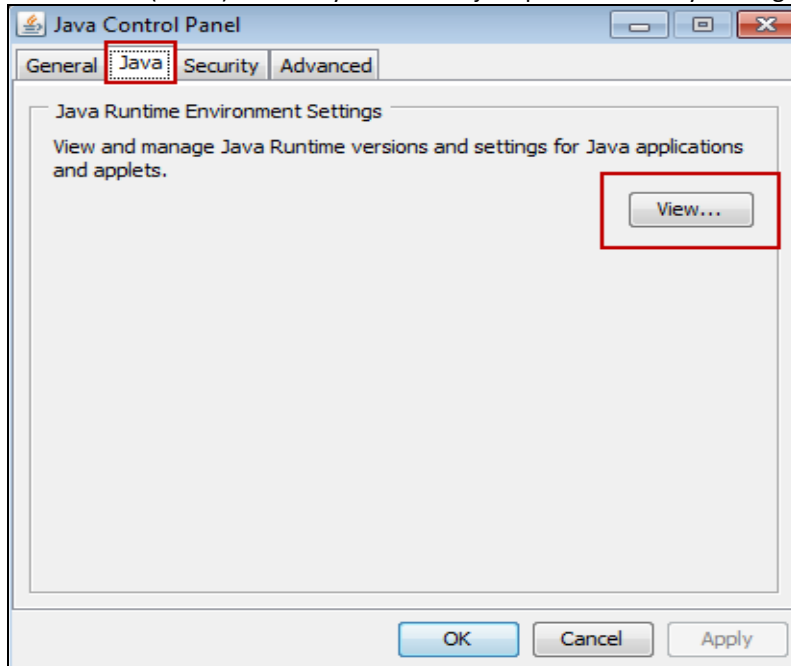 Java Control Panel
General Java Security Advanced
Java Runtime Environment Settings
View and manage Java Runtime versions and settings for Java applications
and applets.
View...
OK Cancel Apply